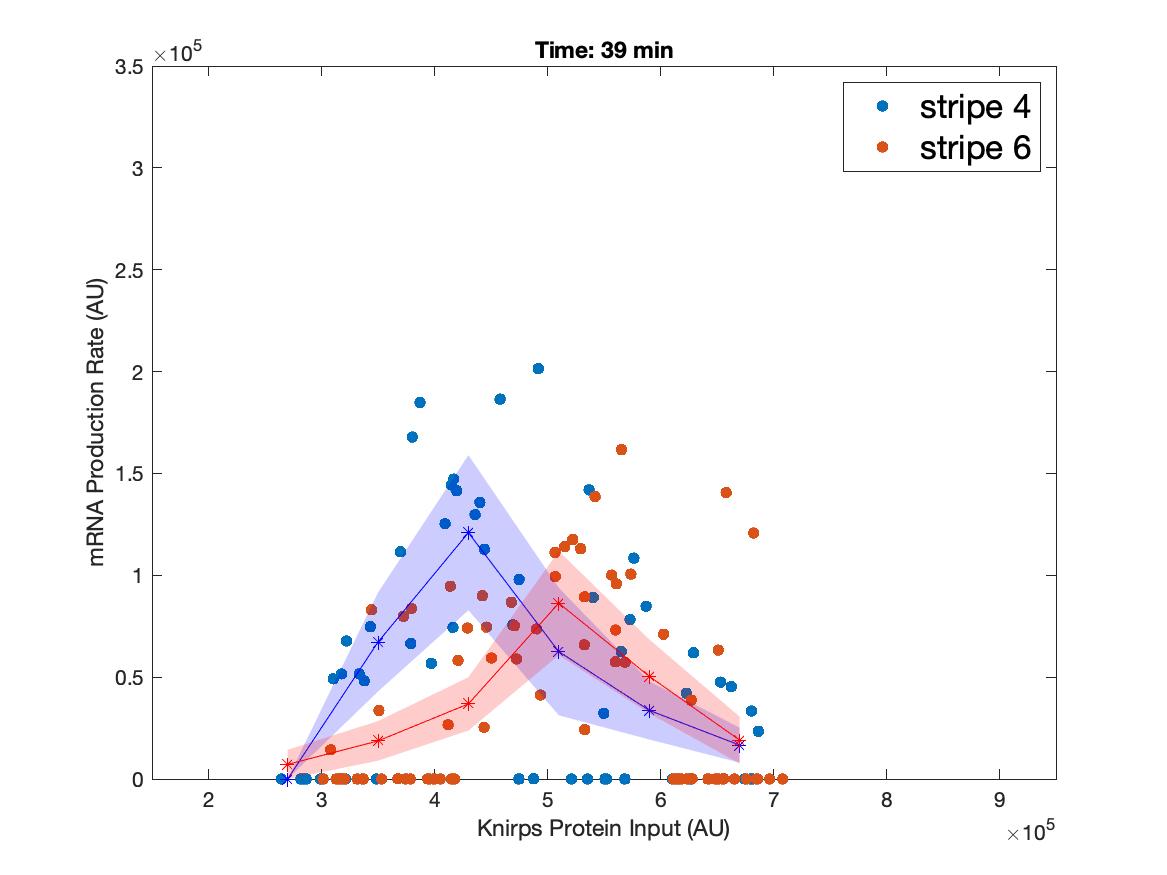 Time: 39 min
×10^5
3.5
3
2.5
2
1.5
1
0.5
0
mRNA Production Rate (AU)
stripe 4
stripe 6
2 3 4 5 6 7 8 9
Knirps Protein Input (AU)
×10^5